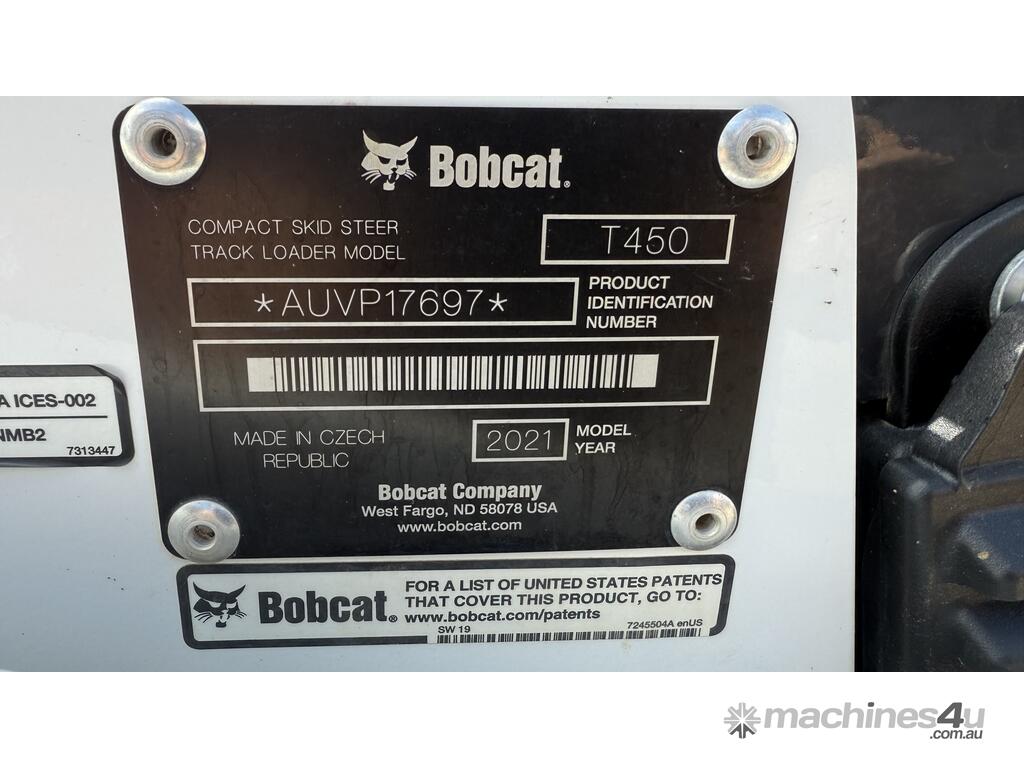 Bobcat.
COMPACT SKID STEER
TRACK LOADER MODEL
T450
*AUVP17697*
PRODUCT
IDENTIFICATION
NUMBER
MADE IN CZECH
REPUBLIC
2021
MODEL
YEAR
Bobcat Company
West Fargo, ND 58078 USA
www.bobcat.com
A ICES-002
NMB2
7313447
Bobcat.
FOR A LIST OF UNITED STATES PATENTS
THAT COVER THIS PRODUCT, GO TO:
www.bobcat.com/patents
SW 19
7245504A enUS
machines4u
.com.au